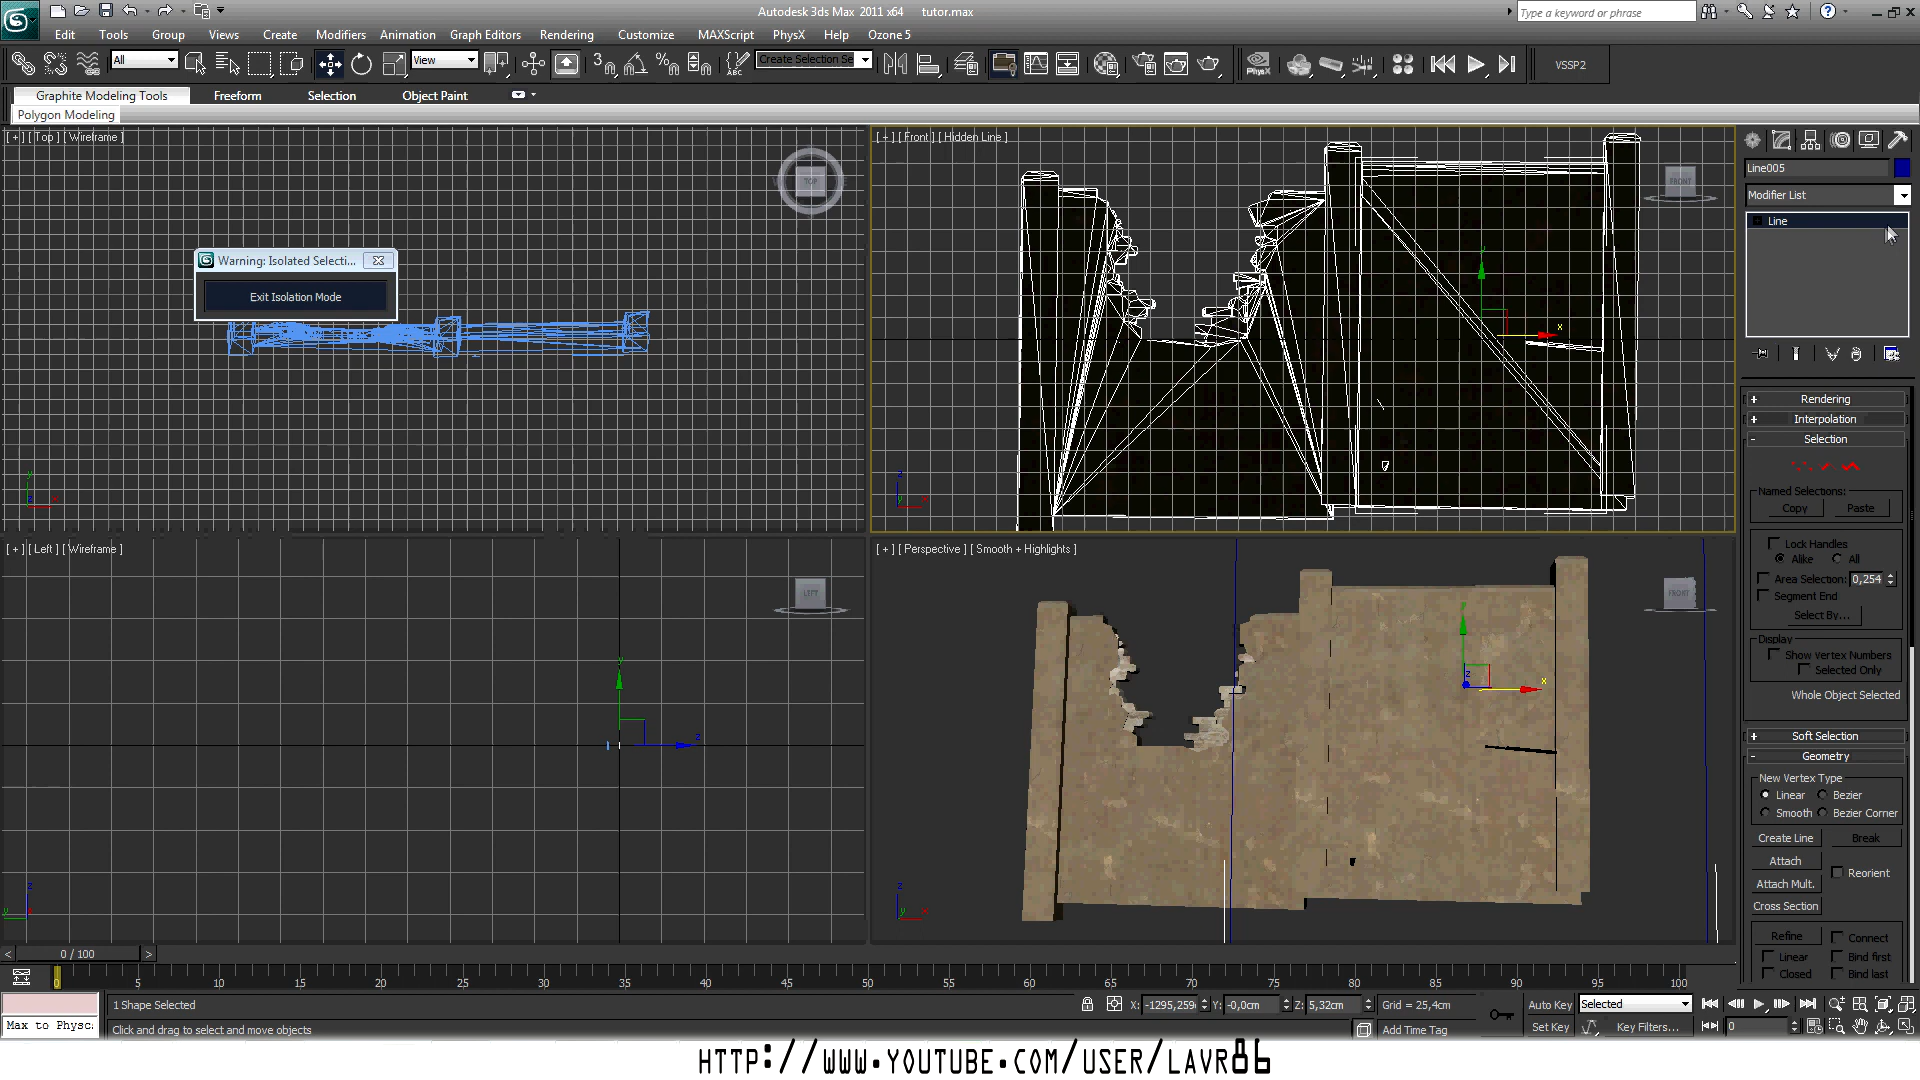 Autodesk 3ds Max 2011 x64 tutor.max
Type a keyword or phrase
Edit Tools Group Views Create Modifiers Animation Graph Editors Rendering Customize MAXScript PhysX Help Ozone 5
All View Create Selection Se PhysX VSSP2
Graphite Modeling Tools Freeform Selection Object Paint
Polygon Modeling
[ + ] [ Top ] [ Wireframe ]
TOP
Warning: Isolated Selecti...
Exit Isolation Mode
[ + ] [ Front ] [ Hidden Line ]
FRONT
[ + ] [ Left ] [ Wireframe ]
LEFT
[ + ] [ Perspective ] [ Smooth + Highlights ]
FRONT
Line005
Modifier List
Line
+ Rendering
+ Interpolation
- Selection
Named Selections:
Copy Paste
Lock Handles
Alike All
Area Selection: 0,254
Segment End
Select By...
Display
Show Vertex Numbers
Selected Only
Whole Object Selected
+ Soft Selection
- Geometry
New Vertex Type
Linear Bezier
Smooth Bezier Corner
Create Line Break
Attach
Reorient
Attach Mult.
Cross Section
Refine Connect
Linear Bind first
Closed Bind last
< 0 / 100 >
0 5 10 15 20 25 30 35 40 45 50 55 60 65 70 75 80 85 90 95 100
1 Shape Selected X: -1295,259 Y: -0,0cm Z: 5,32cm Grid = 25,4cm Auto Key Selected
Max to Physc: Click and drag to select and move objects Add Time Tag Set Key Key Filters... 0
HTTP://WWW.YOUTUBE.COM/USER/LAVR86